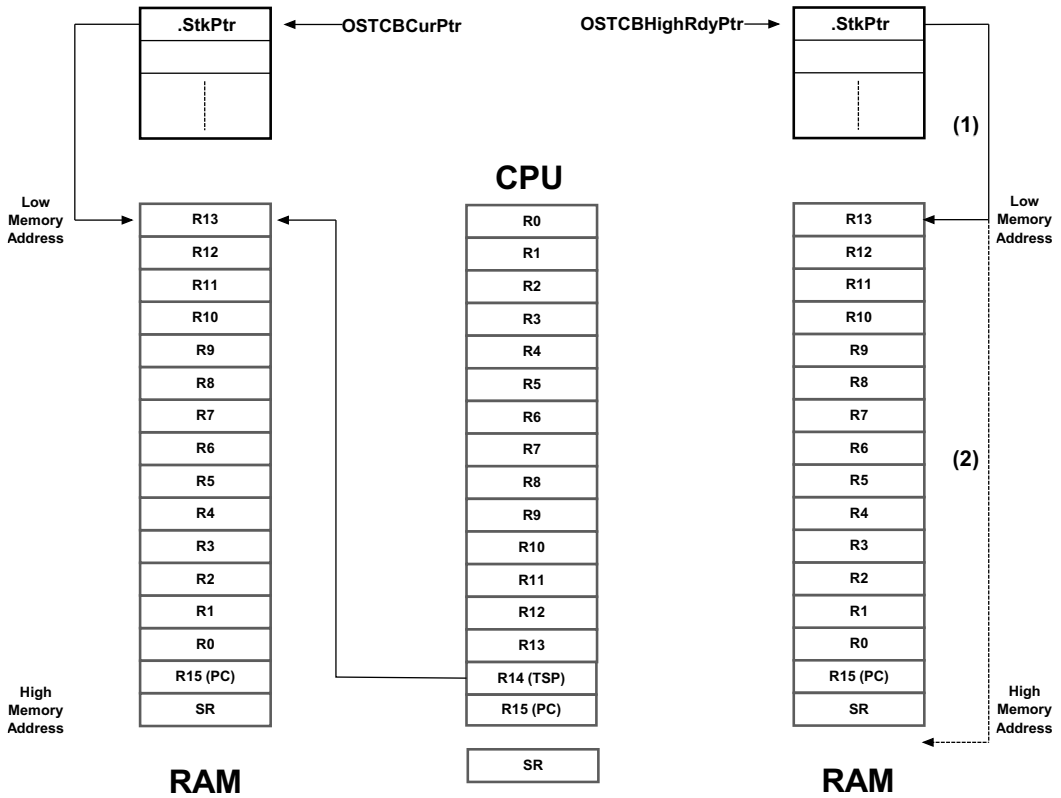 .StkPtr
OSTCBCurPtr
OSTCBHighRdyPtr
.StkPtr
(1)
CPU
Low
Memory
Address
R13
R12
R11
R10
R9
R8
R7
R6
R5
R4
R3
R2
R1
R0
R15 (PC)
SR
High
Memory
Address
RAM
R0
R1
R2
R3
R4
R5
R6
R7
R8
R9
R10
R11
R12
R13
R14 (TSP)
R15 (PC)
SR
R13
R12
R11
R10
R9
R8
R7
R6
R5
R4
R3
R2
R1
R0
R15 (PC)
SR
RAM
Low
Memory
Address
(2)
High
Memory
Address